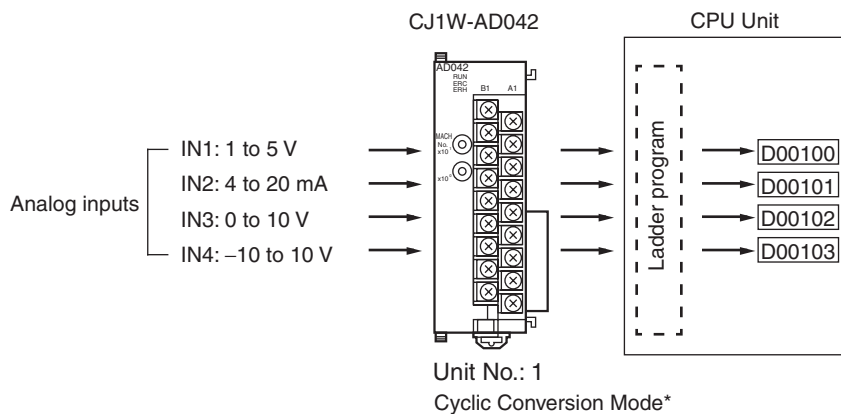 CJ1W-AD042
CPU Unit
AD042
RUN
ERC
ERH
B1 A1
MACH
No.
x10¹
x10⁰
Analog inputs
IN1: 1 to 5 V
IN2: 4 to 20 mA
IN3: 0 to 10 V
IN4: −10 to 10 V
Ladder program
D00100
D00101
D00102
D00103
Unit No.: 1
Cyclic Conversion Mode*